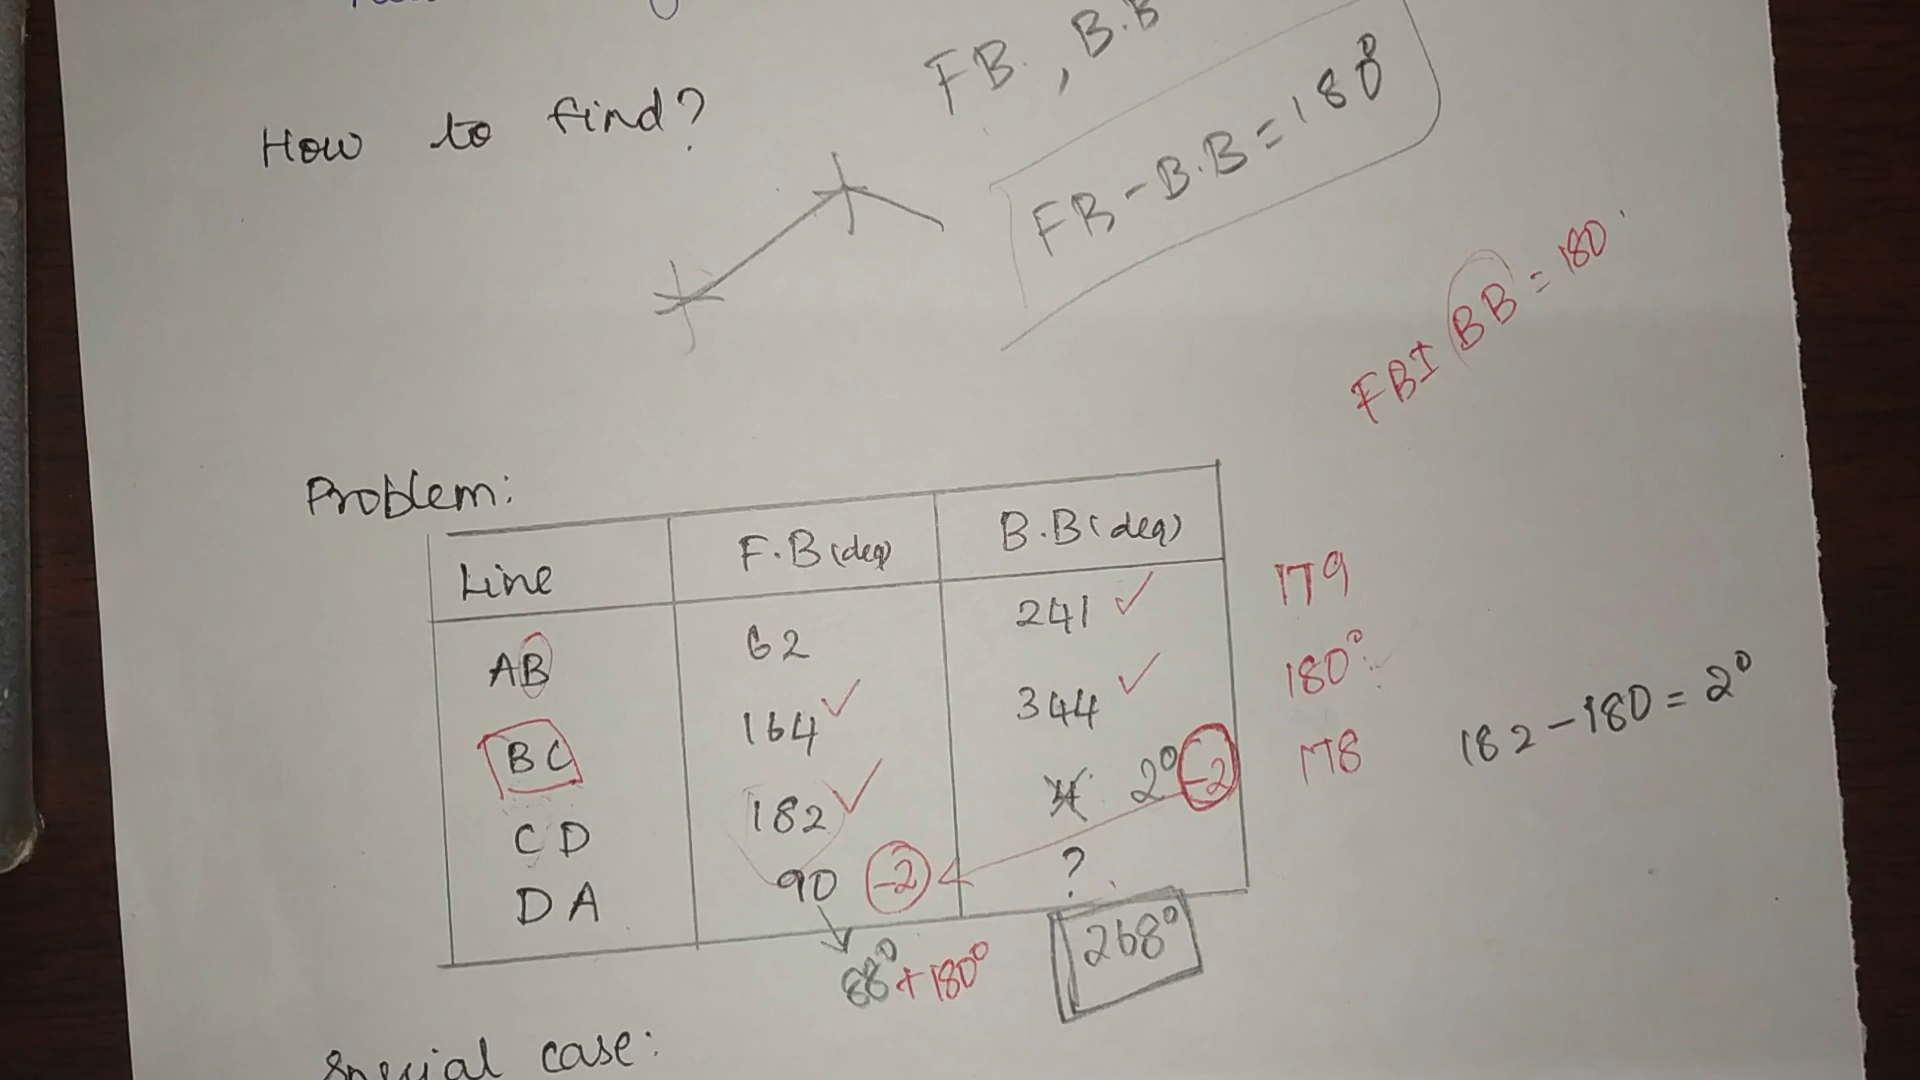 FB., B.B
How to find?
FB-B.B=180
FB± BB = 180
Problem:
Line F.B(deg) B.B(deg)
AB 62 241 ✓ 179
BC 164 ✓ 344 ✓ 180°
CD 182 ✓ 2° -2 178 182-180=2°
DA 90 -2 ?
88°+180° 268°
Special case: